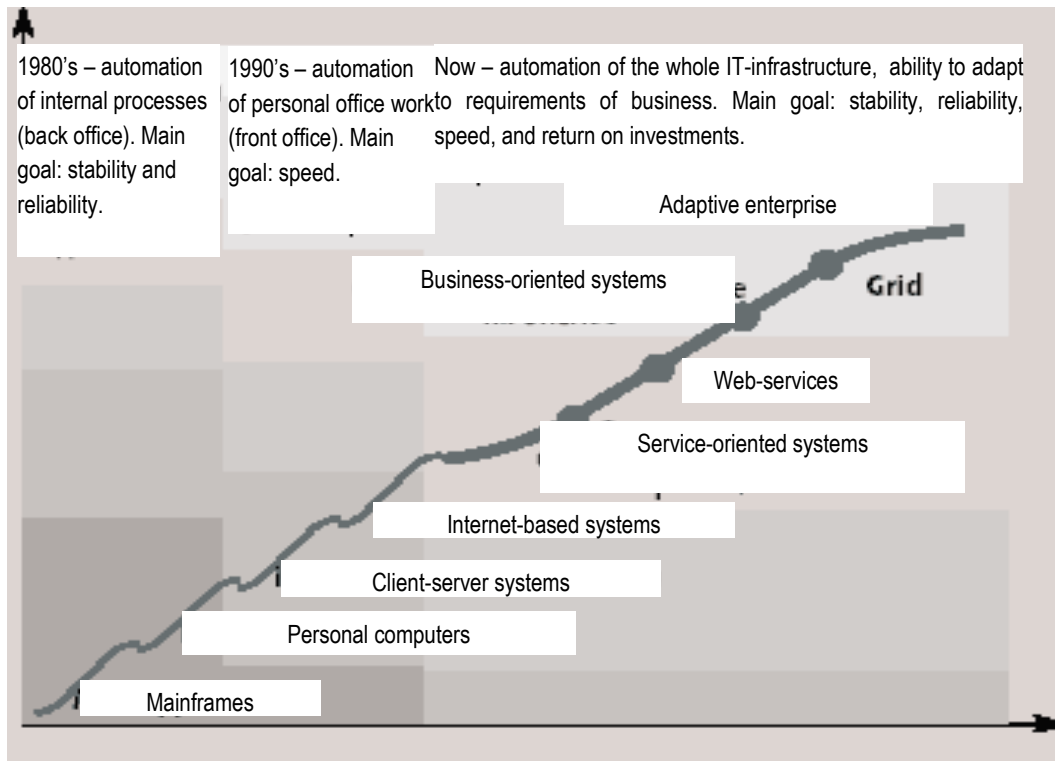 1980's – automation
of internal processes
(back office). Main
goal: stability and
reliability.
1990's – automation
of personal office work
(front office). Main
goal: speed.
Now – automation of the whole IT-infrastructure, ability to adapt
to requirements of business. Main goal: stability, reliability,
speed, and return on investments.
Adaptive enterprise
Business-oriented systems
Grid
Web-services
Service-oriented systems
Internet-based systems
Client-server systems
Personal computers
Mainframes